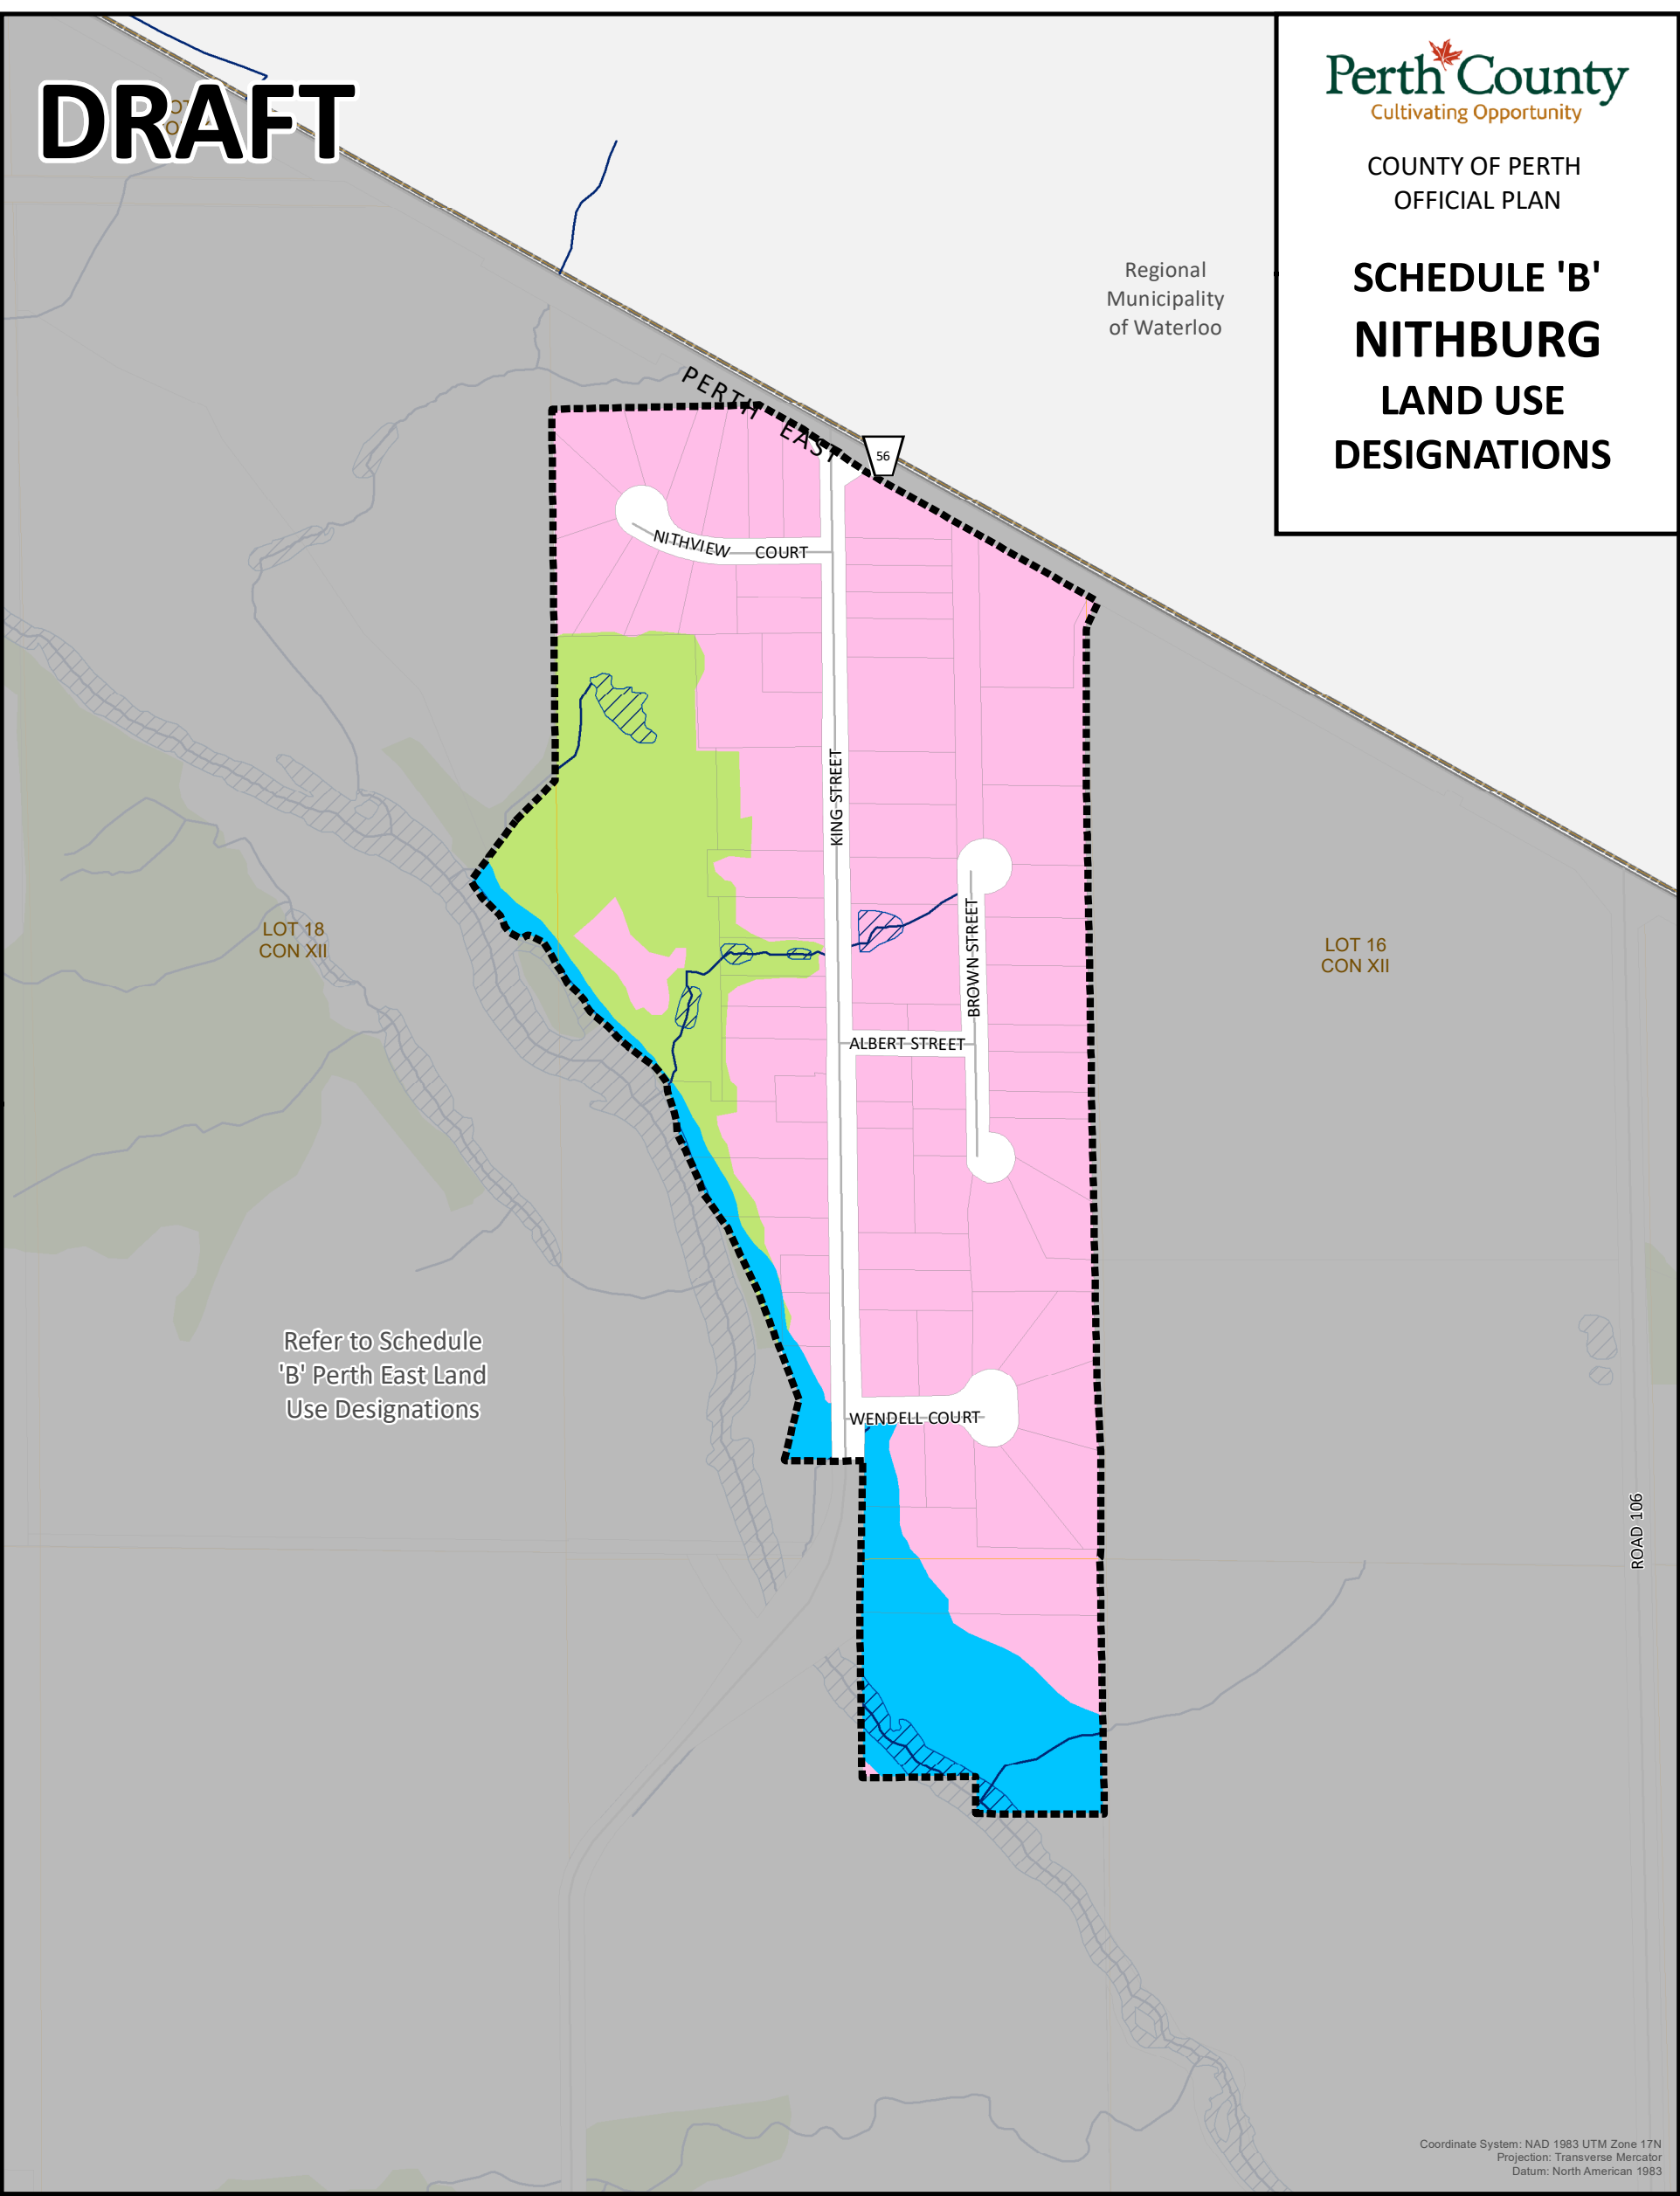 DRAFT
Perth County
Cultivating Opportunity
COUNTY OF PERTH
OFFICIAL PLAN
SCHEDULE 'B'
NITHBURG
LAND USE
DESIGNATIONS
Regional
Municipality
of Waterloo
PERTH EAST
56
NITHVIEW COURT
KING STREET
BROWN STREET
ALBERT STREET
LOT 18
CON XII
LOT 16
CON XII
Refer to Schedule
'B' Perth East Land
Use Designations
WENDELL COURT
ROAD 106
Coordinate System: NAD 1983 UTM Zone 17N
Projection: Transverse Mercator
Datum: North American 1983